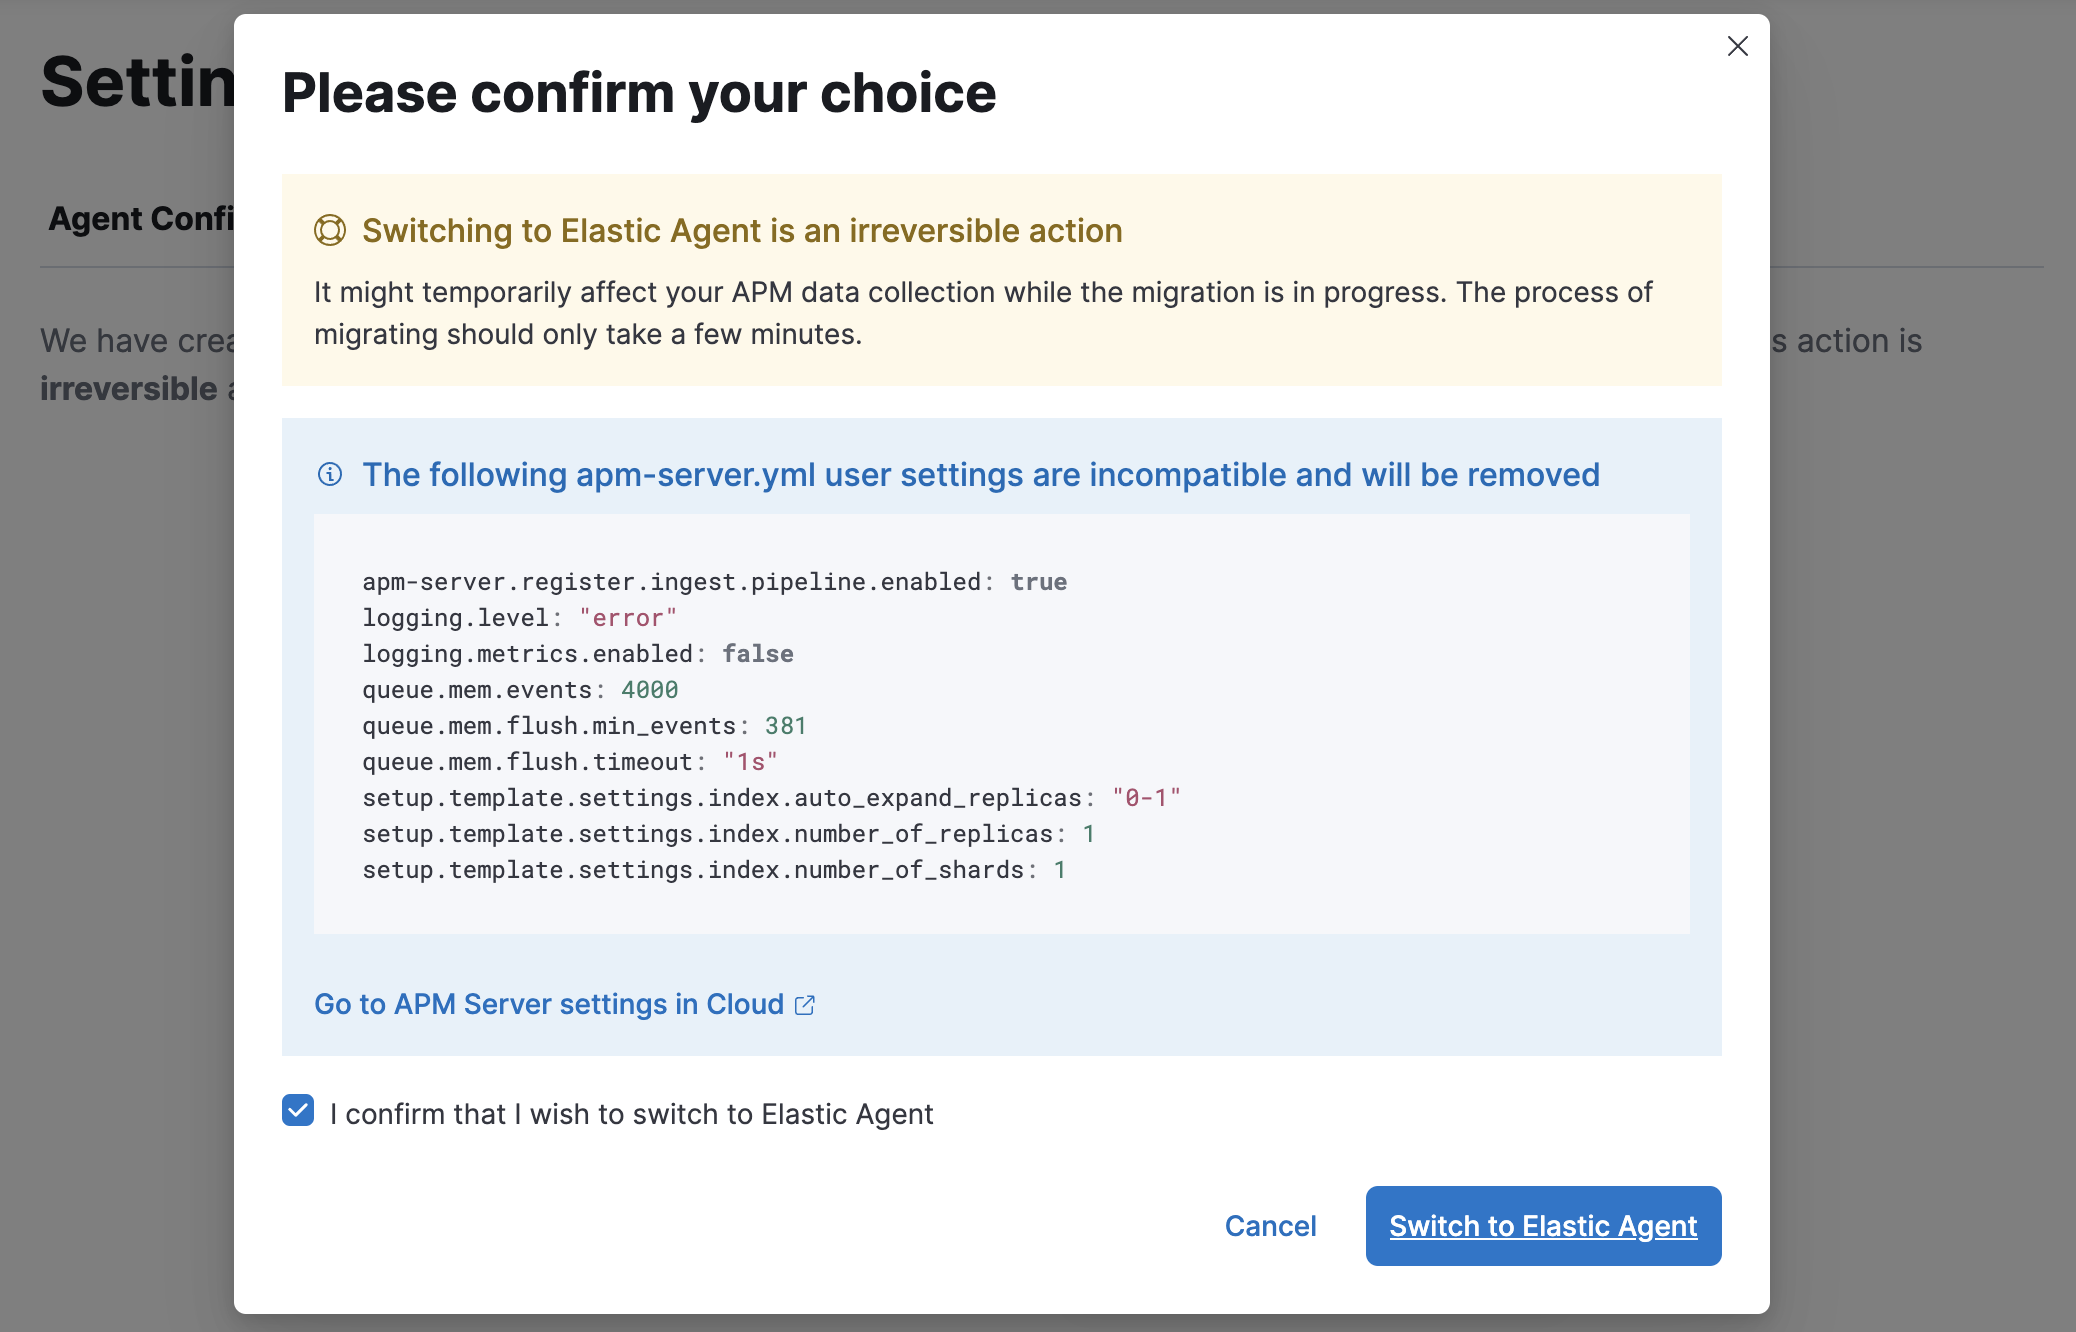 Settin
Please confirm your choice
Agent Confi
Switching to Elastic Agent is an irreversible action
It might temporarily affect your APM data collection while the migration is in progress. The process of
migrating should only take a few minutes.
We have crea
s action is
irreversible a
The following apm-server.yml user settings are incompatible and will be removed
apm-server.register.ingest.pipeline.enabled: true
logging.level: "error"
logging.metrics.enabled: false
queue.mem.events: 4000
queue.mem.flush.min_events: 381
queue.mem.flush.timeout: "1s"
setup.template.settings.index.auto_expand_replicas: "0-1"
setup.template.settings.index.number_of_replicas: 1
setup.template.settings.index.number_of_shards: 1
Go to APM Server settings in Cloud
I confirm that I wish to switch to Elastic Agent
Cancel
Switch to Elastic Agent